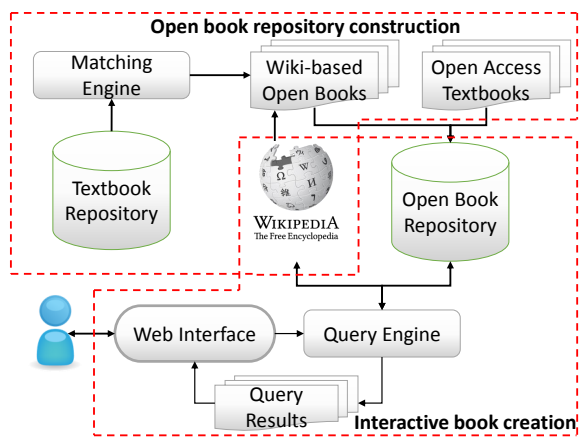 Open book repository construction
Matching
Engine
Wiki-based
Open Books
Open Access
Textbooks
Textbook
Repository
Ω
W
И
WIKIPEDIA
The Free Encyclopedia
Open Book
Repository
Web Interface
Query Engine
Query
Results
Interactive book creation